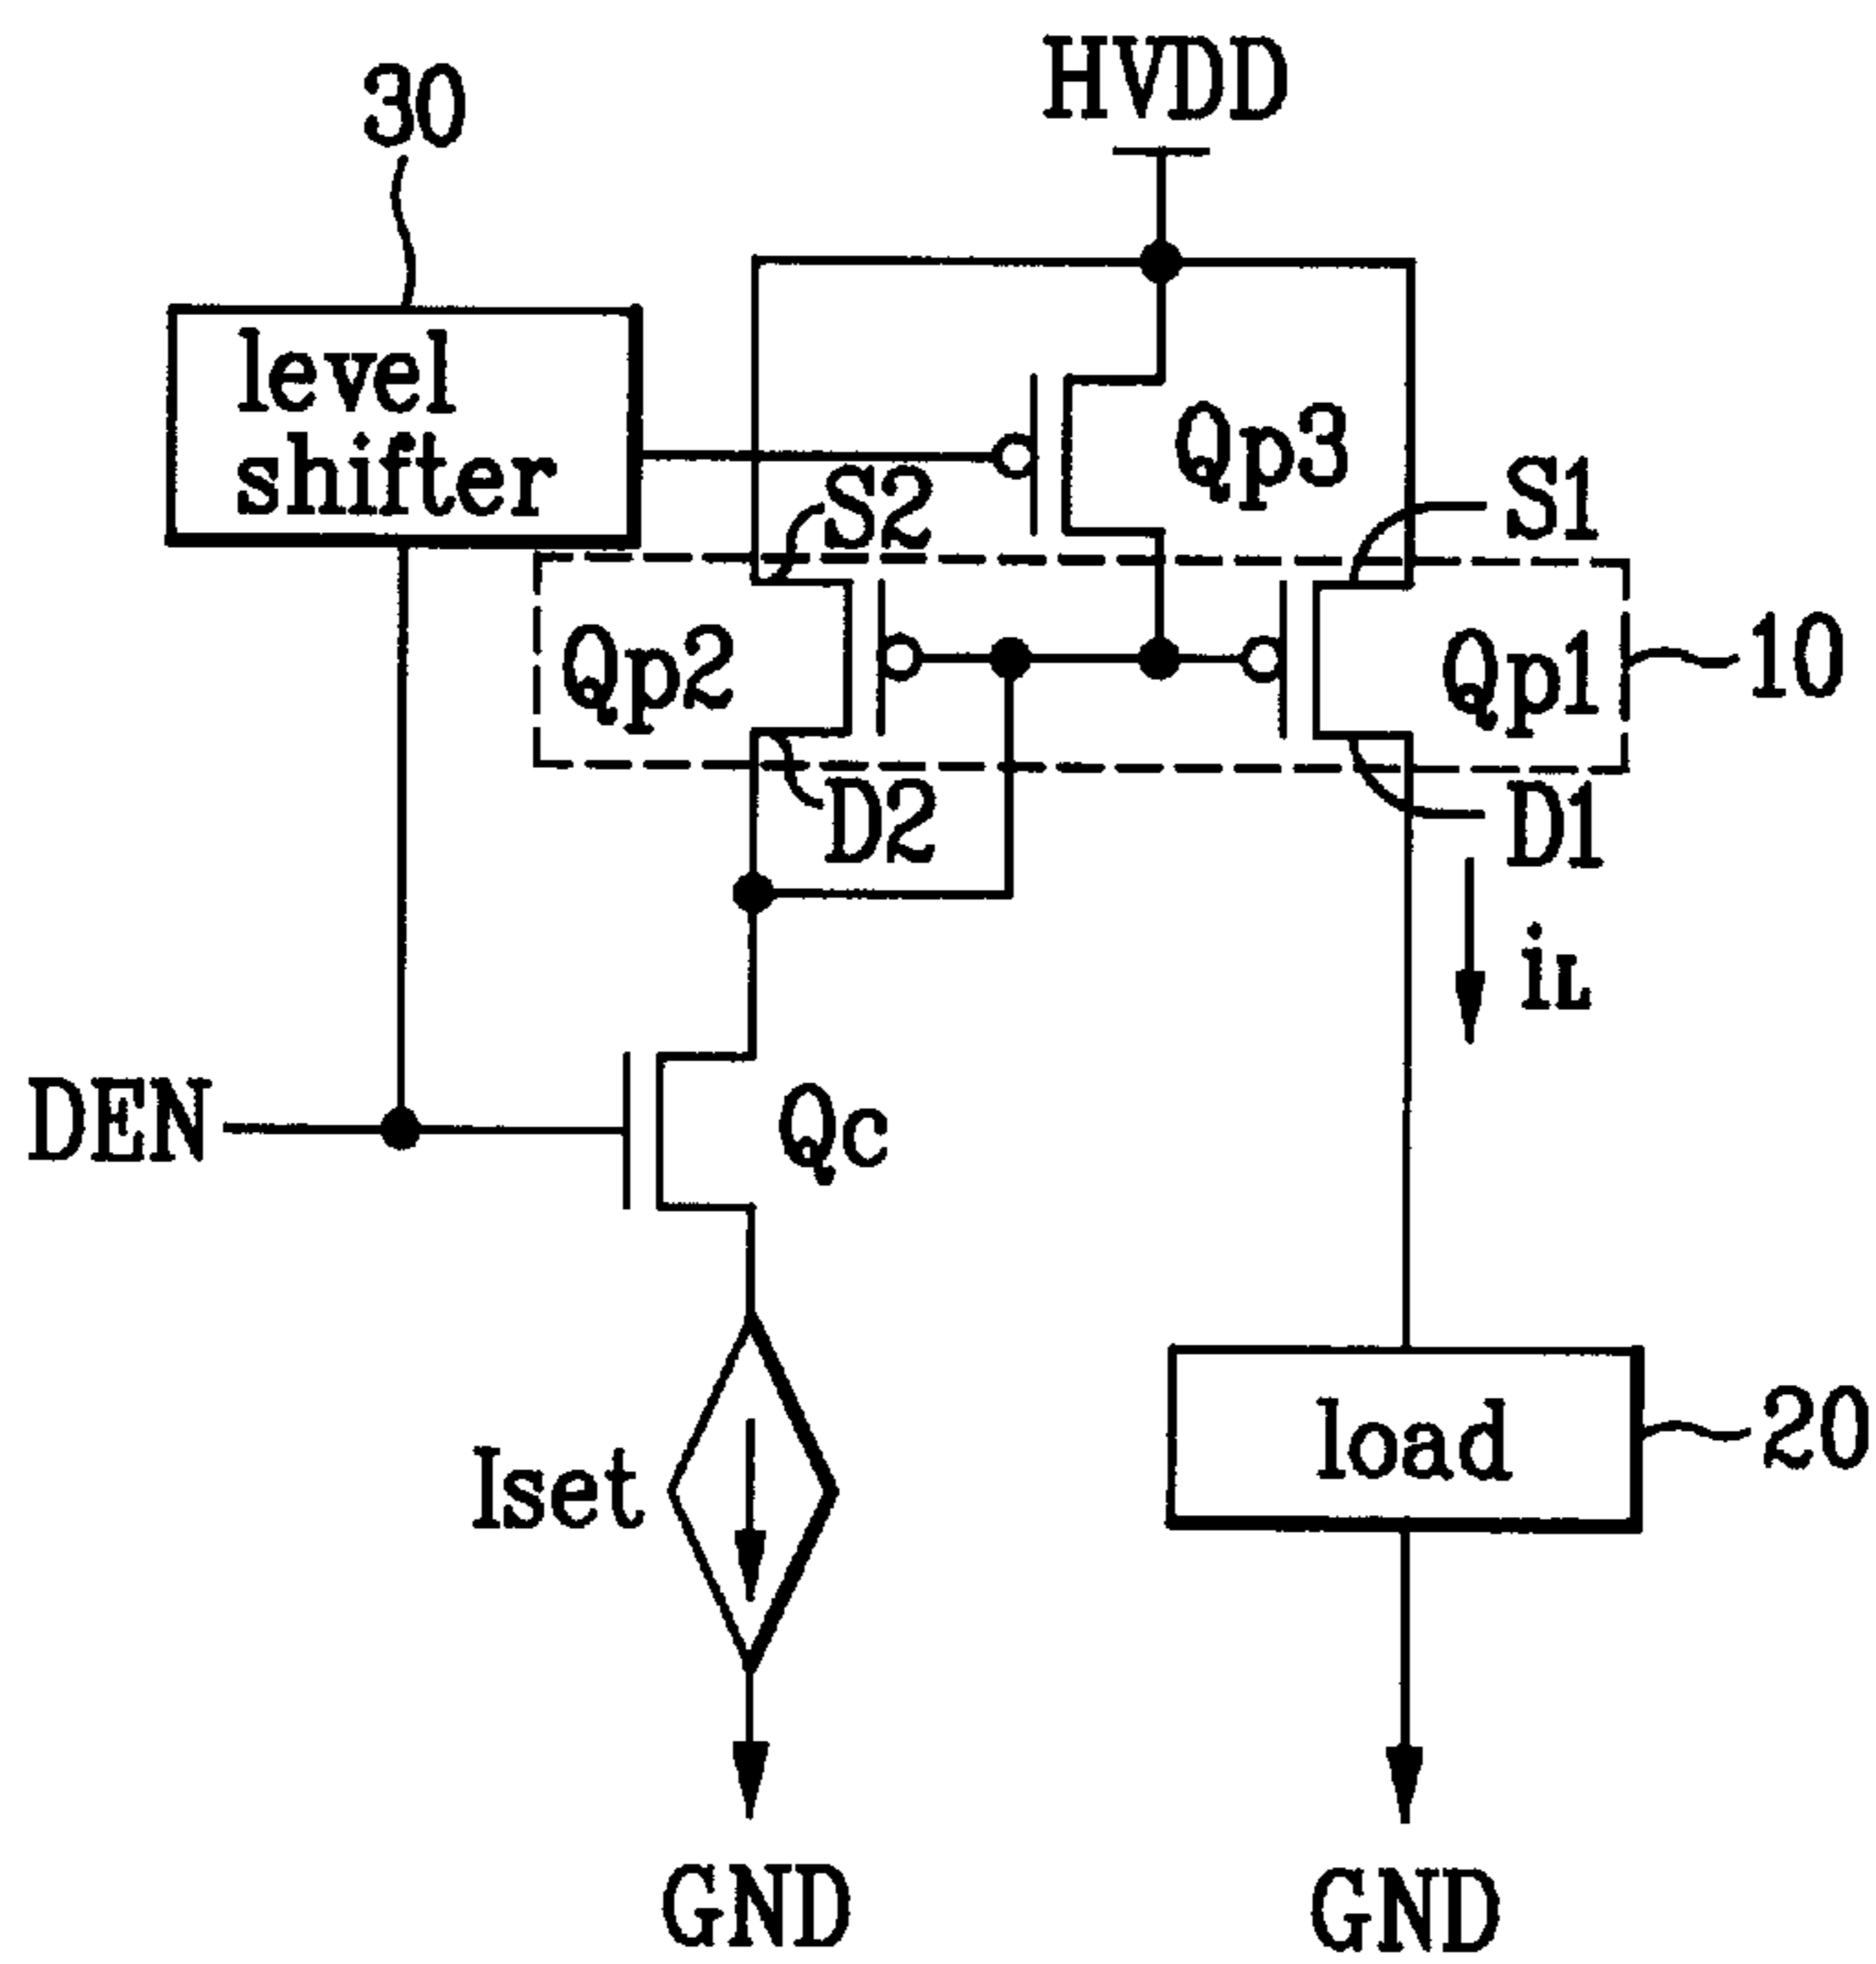 HVDD
30
level
shifter
Qp3
S2
S1
Qp2
Qp1
10
D2
D1
iL
DEN
Qc
Iset
load
20
GND
GND